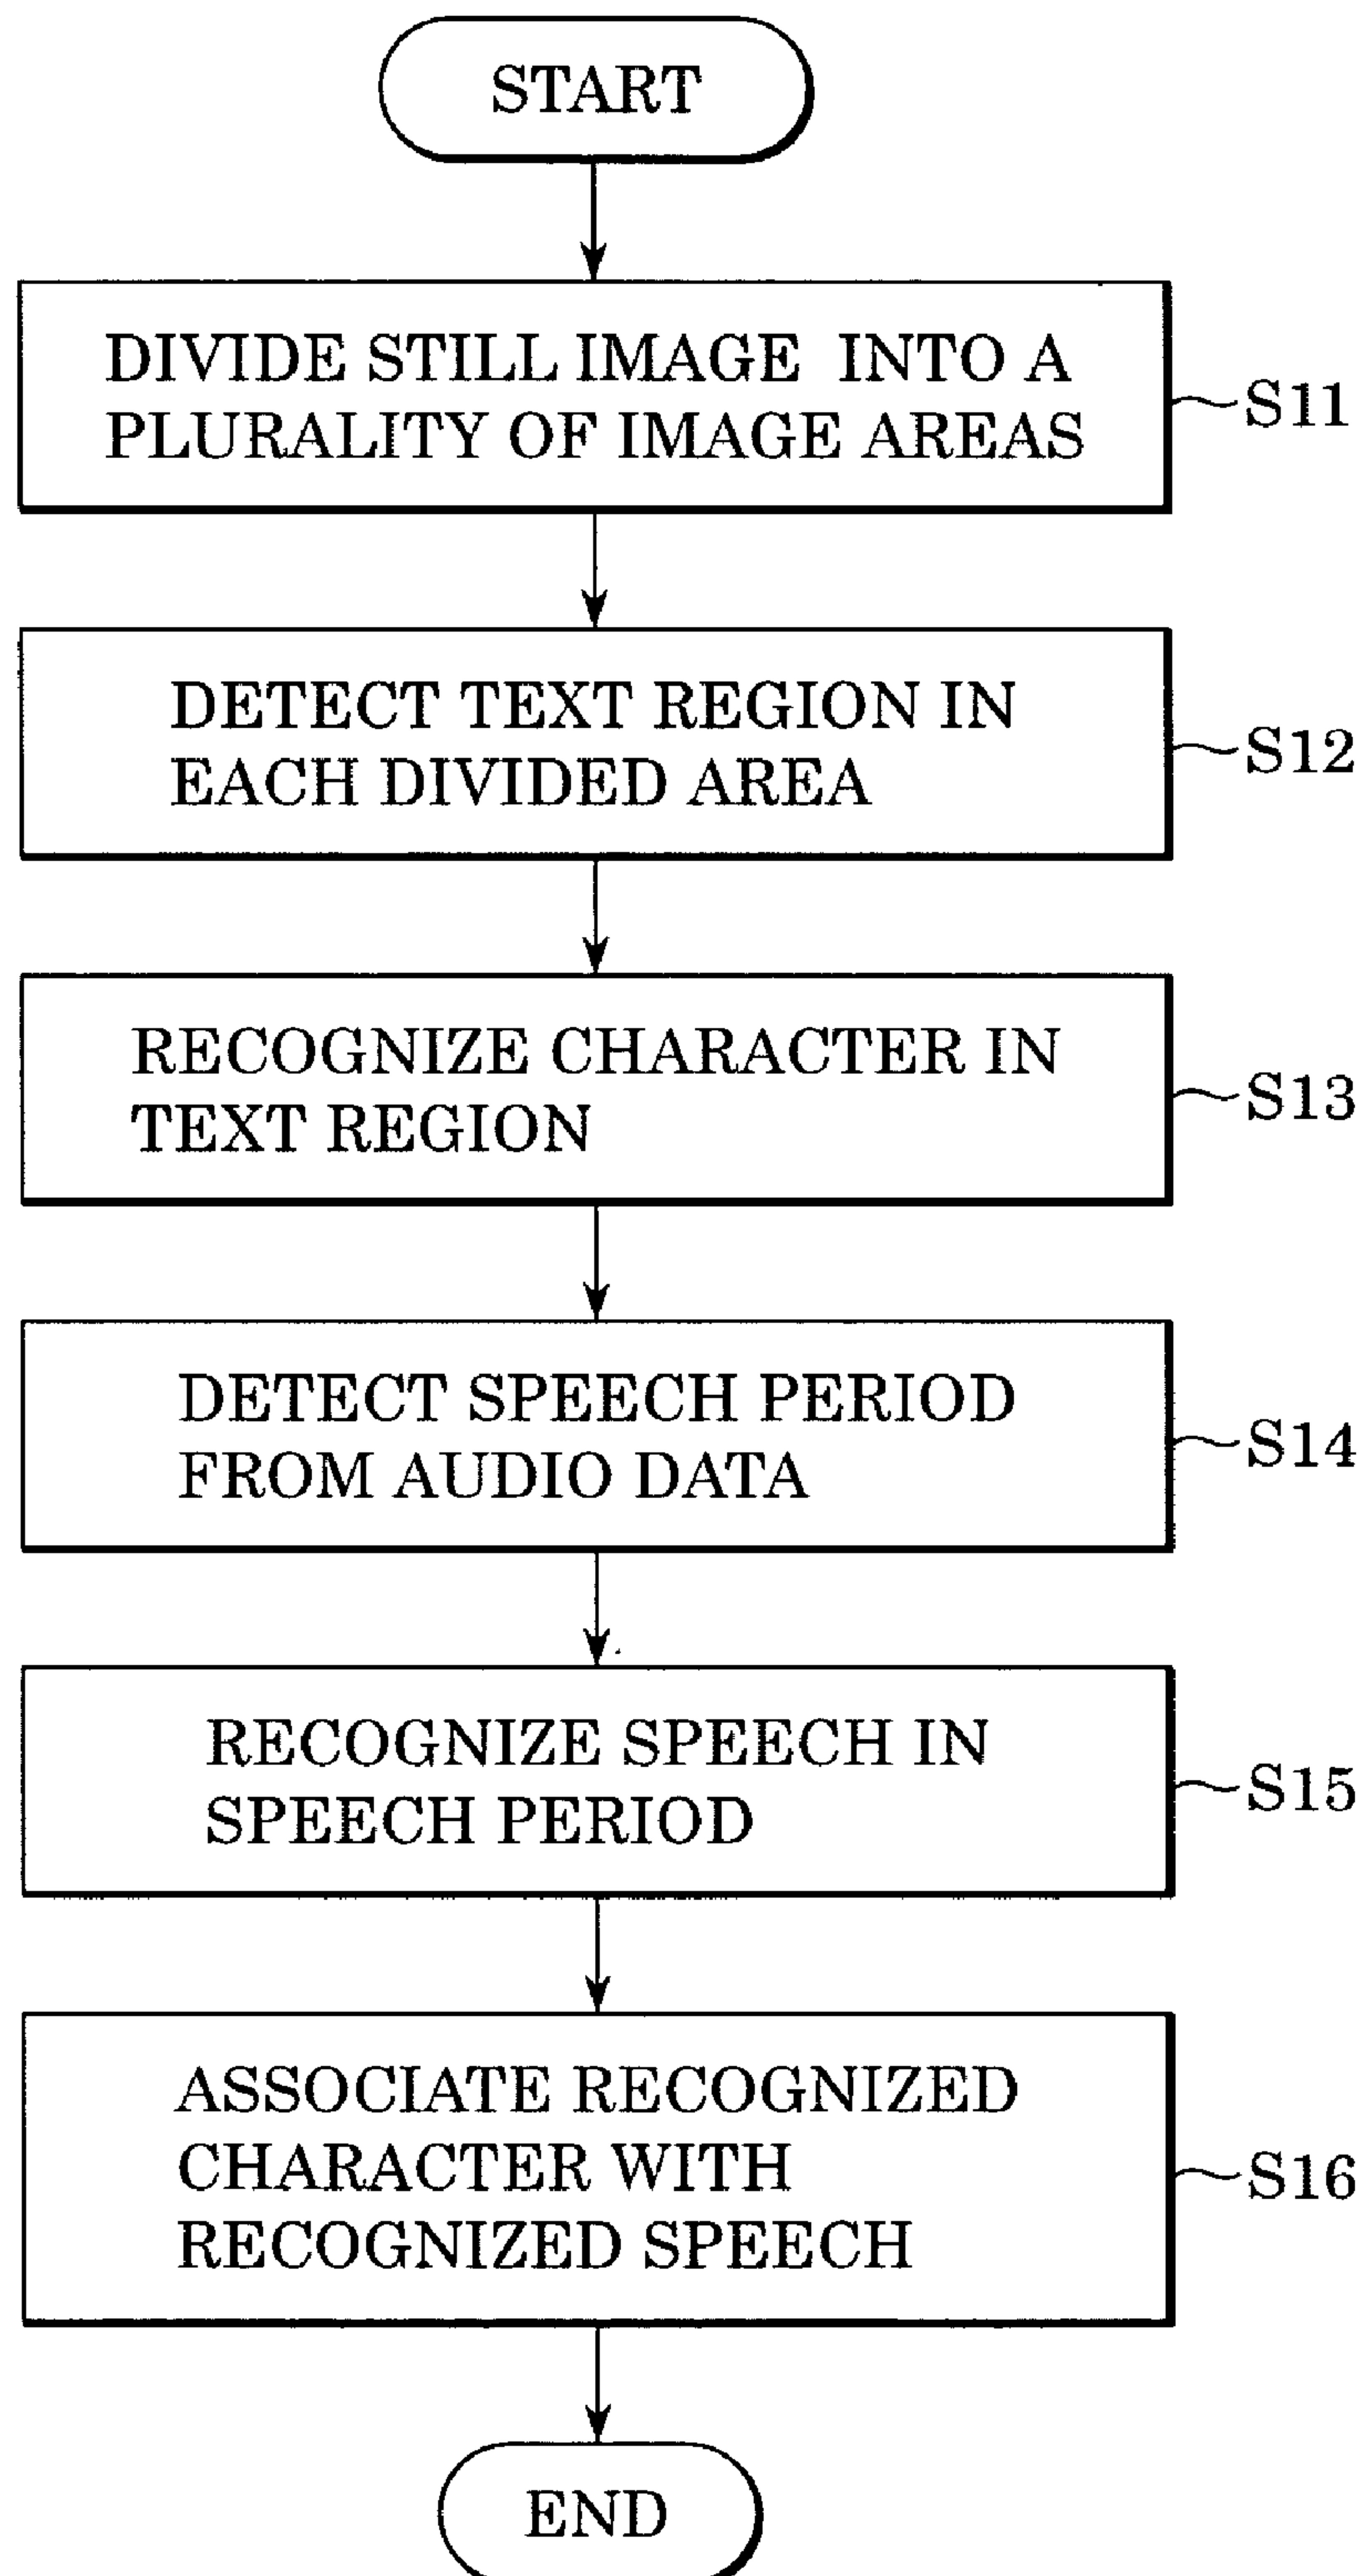 START
DIVIDE STILL IMAGE INTO A
PLURALITY OF IMAGE AREAS
S11
DETECT TEXT REGION IN
EACH DIVIDED AREA
S12
RECOGNIZE CHARACTER IN
TEXT REGION
S13
DETECT SPEECH PERIOD
FROM AUDIO DATA
S14
RECOGNIZE SPEECH IN
SPEECH PERIOD
S15
ASSOCIATE RECOGNIZED
CHARACTER WITH
RECOGNIZED SPEECH
S16
END